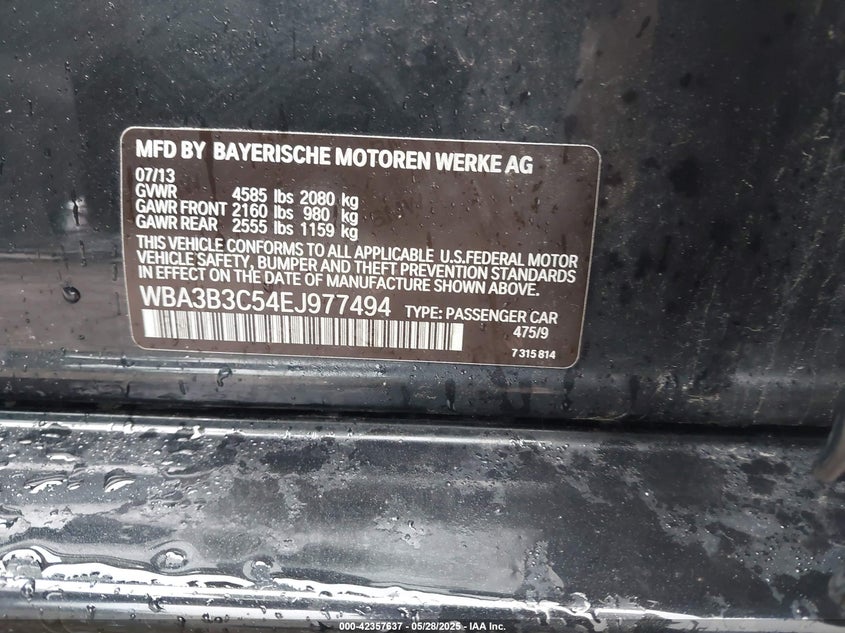 MFD BY BAYERISCHE MOTOREN WERKE AG
07/13
GVWR 4585 lbs 2080 kg
GAWR FRONT 2160 lbs 980 kg
GAWR REAR 2555 lbs 1159 kg
THIS VEHICLE CONFORMS TO ALL APPLICABLE U.S.FEDERAL MOTOR
VEHICLE SAFETY, BUMPER AND THEFT PREVENTION STANDARDS
IN EFFECT ON THE DATE OF MANUFACTURE SHOWN ABOVE.
WBA3B3C54EJ977494 TYPE: PASSENGER CAR
475/9
7 315 814
000-42357637 - 05/28/2025 - IAA Inc.